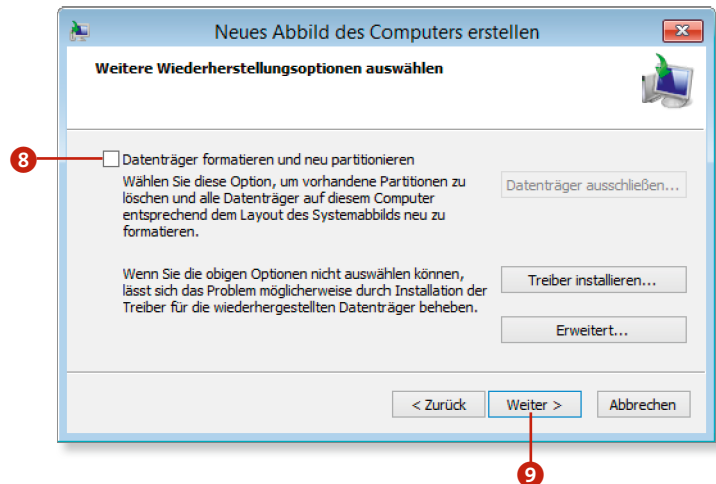 Neues Abbild des Computers erstellen
Weitere Wiederherstellungsoptionen auswählen
8
Datenträger formatieren und neu partitionieren
Wählen Sie diese Option, um vorhandene Partitionen zu
löschen und alle Datenträger auf diesem Computer
entsprechend dem Layout des Systemabbilds neu zu
formatieren.
Datenträger ausschließen...
Wenn Sie die obigen Optionen nicht auswählen können,
lässt sich das Problem möglicherweise durch Installation der
Treiber für die wiederhergestellten Datenträger beheben.
Treiber installieren...
Erweitert...
< Zurück
Weiter >
Abbrechen
9